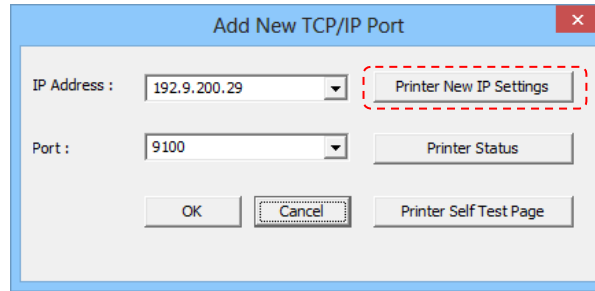 Add New TCP/IP Port
IP Address : 192.9.200.29 Printer New IP Settings
Port : 9100 Printer Status
OK Cancel Printer Self Test Page